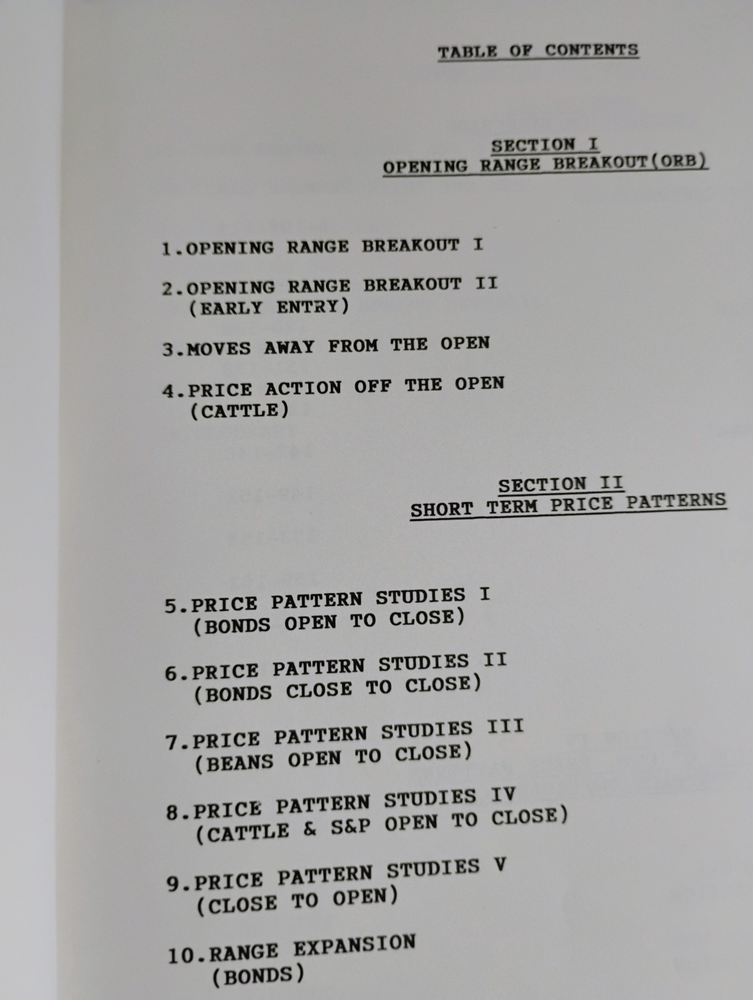 TABLE OF CONTENTS
SECTION I
OPENING RANGE BREAKOUT(ORB)
1.OPENING RANGE BREAKOUT I
2.OPENING RANGE BREAKOUT II
(EARLY ENTRY)
3.MOVES AWAY FROM THE OPEN
4.PRICE ACTION OFF THE OPEN
(CATTLE)
SECTION II
SHORT TERM PRICE PATTERNS
5.PRICE PATTERN STUDIES I
(BONDS OPEN TO CLOSE)
6.PRICE PATTERN STUDIES II
(BONDS CLOSE TO CLOSE)
7.PRICE PATTERN STUDIES III
(BEANS OPEN TO CLOSE)
8.PRICE PATTERN STUDIES IV
(CATTLE & S&P OPEN TO CLOSE)
9.PRICE PATTERN STUDIES V
(CLOSE TO OPEN)
10.RANGE EXPANSION
(BONDS)